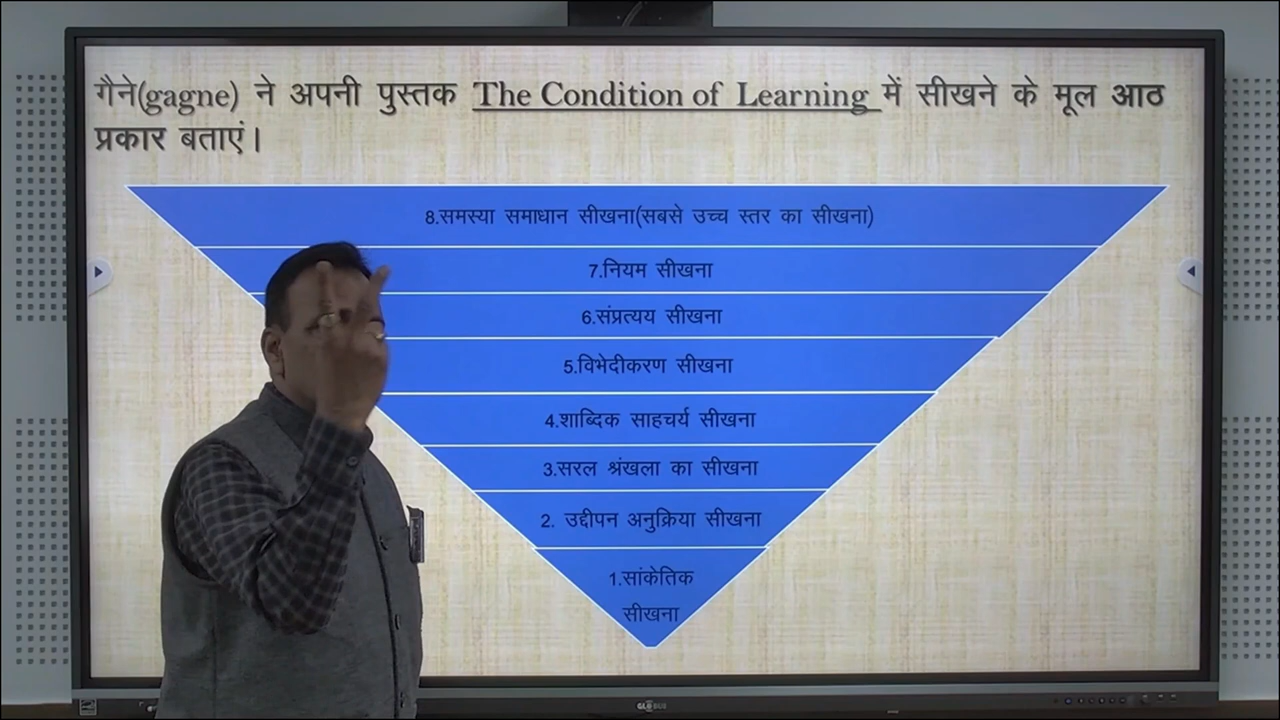 गैने(gagne) ने अपनी पुस्तक The Condition of Learning में सीखने के मूल आठ
प्रकार बताएं।
8.समस्या समाधान सीखना(सबसे उच्च स्तर का सीखना)
7.नियम सीखना
6.संप्रत्यय सीखना
5.विभेदीकरण सीखना
4.शाब्दिक साहचर्य सीखना
3.सरल श्रंखला का सीखना
2. उद्दीपन अनुक्रिया सीखना
1.सांकेतिक
सीखना
GLOBUS